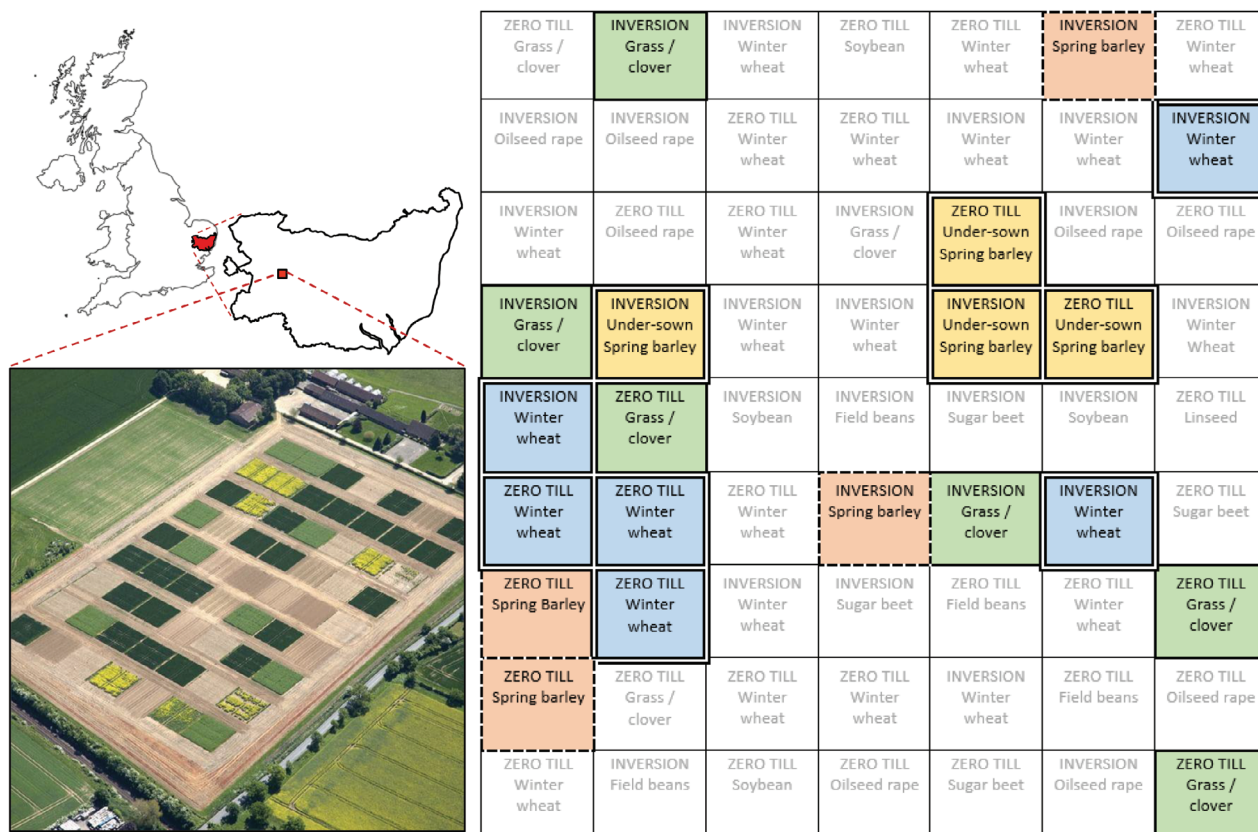 ZERO TILL
Grass /
clover
INVERSION
Grass /
clover
INVERSION
Winter
wheat
ZERO TILL
Soybean
ZERO TILL
Winter
wheat
INVERSION
Spring barley
ZERO TILL
Winter
wheat
INVERSION
Oilseed rape
INVERSION
Oilseed rape
ZERO TILL
Winter
wheat
ZERO TILL
Winter
wheat
INVERSION
Winter
wheat
INVERSION
Winter
wheat
INVERSION
Winter
wheat
INVERSION
Winter
wheat
ZERO TILL
Oilseed rape
ZERO TILL
Winter
wheat
INVERSION
Grass /
clover
ZERO TILL
Under-sown
Spring barley
INVERSION
Oilseed rape
ZERO TILL
Oilseed rape
INVERSION
Grass /
clover
INVERSION
Under-sown
Spring barley
INVERSION
Winter
wheat
INVERSION
Winter
wheat
INVERSION
Under-sown
Spring barley
ZERO TILL
Under-sown
Spring barley
INVERSION
Winter
Wheat
INVERSION
Winter
wheat
ZERO TILL
Grass /
clover
INVERSION
Soybean
INVERSION
Field beans
INVERSION
Sugar beet
INVERSION
Soybean
ZERO TILL
Linseed
ZERO TILL
Winter
wheat
ZERO TILL
Winter
wheat
ZERO TILL
Winter
wheat
INVERSION
Spring barley
INVERSION
Grass /
clover
INVERSION
Winter
wheat
ZERO TILL
Sugar beet
ZERO TILL
Spring Barley
ZERO TILL
Winter
wheat
INVERSION
Winter
wheat
INVERSION
Sugar beet
ZERO TILL
Field beans
ZERO TILL
Winter
wheat
ZERO TILL
Grass /
clover
ZERO TILL
Spring barley
ZERO TILL
Grass /
clover
ZERO TILL
Winter
wheat
ZERO TILL
Winter
wheat
INVERSION
Winter
wheat
ZERO TILL
Field beans
ZERO TILL
Oilseed rape
ZERO TILL
Winter
wheat
INVERSION
Field beans
ZERO TILL
Soybean
ZERO TILL
Oilseed rape
ZERO TILL
Sugar beet
INVERSION
Oilseed rape
ZERO TILL
Grass /
clover